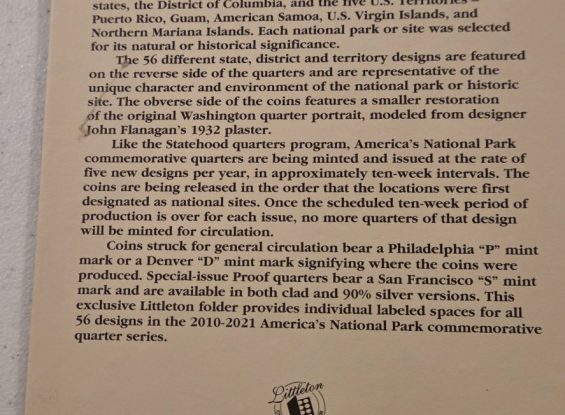 states, the District of Columbia, and the five U.S. Territories –
Puerto Rico, Guam, American Samoa, U.S. Virgin Islands, and
Northern Mariana Islands. Each national park or site was selected
for its natural or historical significance.
The 56 different state, district and territory designs are featured
on the reverse side of the quarters and are representative of the
unique character and environment of the national park or historic
site. The obverse side of the coins features a smaller restoration
of the original Washington quarter portrait, modeled from designer
John Flanagan's 1932 plaster.
Like the Statehood quarters program, America's National Park
commemorative quarters are being minted and issued at the rate of
five new designs per year, in approximately ten-week intervals. The
coins are being released in the order that the locations were first
designated as national sites. Once the scheduled ten-week period of
production is over for each issue, no more quarters of that design
will be minted for circulation.
Coins struck for general circulation bear a Philadelphia “P” mint
mark or a Denver “D” mint mark signifying where the coins were
produced. Special-issue Proof quarters bear a San Francisco “S” mint
mark and are available in both clad and 90% silver versions. This
exclusive Littleton folder provides individual labeled spaces for all
56 designs in the 2010-2021 America's National Park commemorative
quarter series.
Littleton